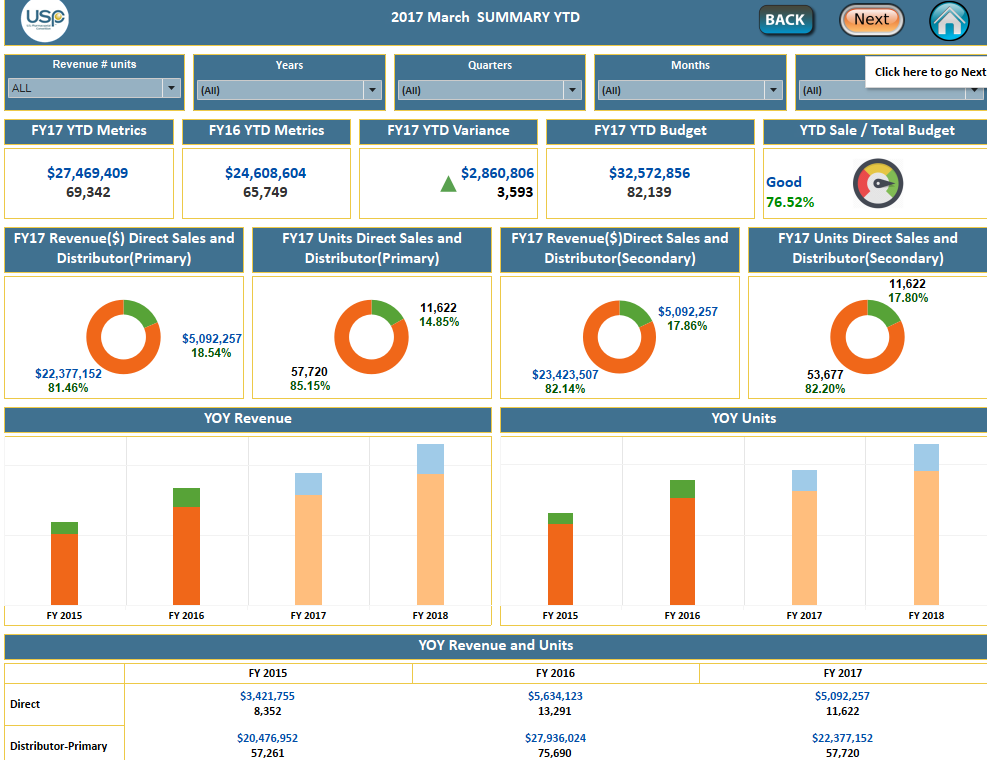 USP
2017 March  SUMMARY YTD
BACK
Next
Revenue # units
Years
Quarters
Months
Click here to go Next
ALL
(All)
(All)
(All)
(All)
FY17 YTD Metrics
FY16 YTD Metrics
FY17 YTD Variance
FY17 YTD Budget
YTD Sale / Total Budget
$27,469,409
69,342
$24,608,604
65,749
$2,860,806
3,593
$32,572,856
82,139
Good
76.52%
FY17 Revenue($) Direct Sales and
Distributor(Primary)
FY17 Units Direct Sales and
Distributor(Primary)
FY17 Revenue($)Direct Sales and
Distributor(Secondary)
FY17 Units Direct Sales and
Distributor(Secondary)
$5,092,257
18.54%
$22,377,152
81.46%
11,622
14.85%
57,720
85.15%
$5,092,257
17.86%
$23,423,507
82.14%
11,622
17.80%
53,677
82.20%
YOY Revenue
YOY Units
FY 2015
FY 2016
FY 2017
FY 2018
FY 2015
FY 2016
FY 2017
FY 2018
YOY Revenue and Units
FY 2015
FY 2016
FY 2017
Direct
$3,421,755
8,352
$5,634,123
13,291
$5,092,257
11,622
Distributor-Primary
$20,476,952
57,261
$27,936,024
75,690
$22,377,152
57,720